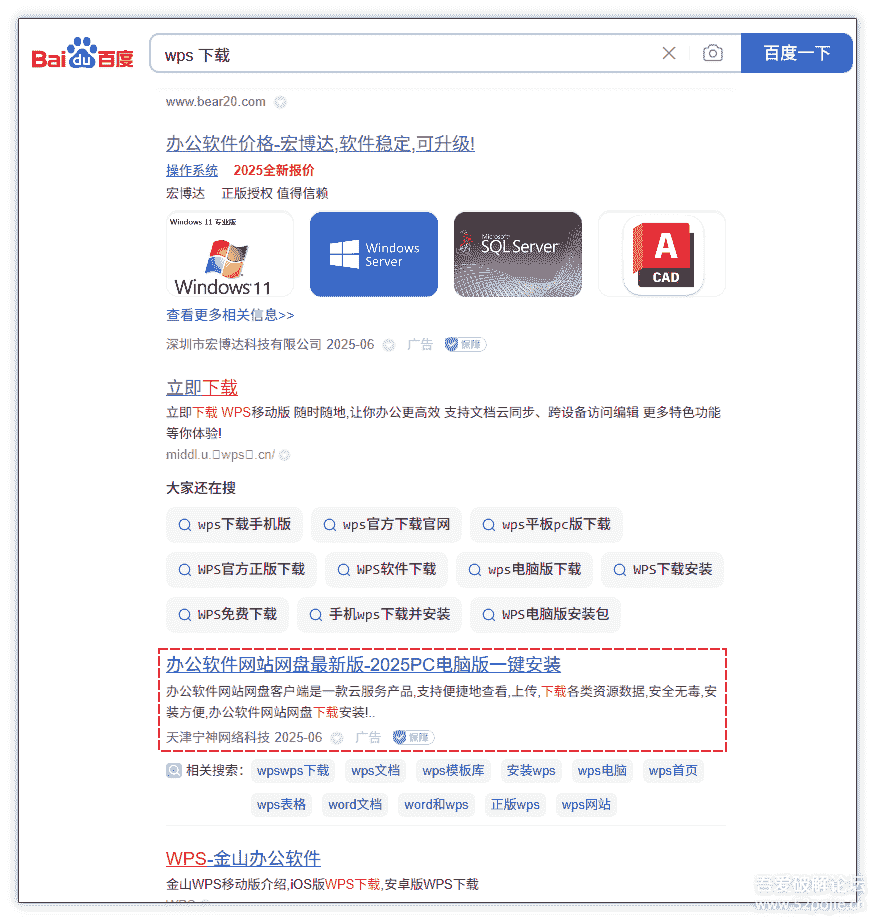 Bai du 百度
wps 下载
百度一下
www.bear20.com
办公软件价格-宏博达,软件稳定,可升级!
操作系统 2025全新报价
宏博达 正版授权 值得信赖
Windows 11 专业版
Windows 11
Windows Server
Microsoft SQL Server
A CAD
查看更多相关信息>>
深圳市宏博达科技有限公司 2025-06 广告 保障
立即下载
立即下载 WPS移动版 随时随地,让你办公更高效 支持文档云同步、跨设备访问编辑 更多特色功能
等你体验!
middl.u.▯wps▯.cn/
大家还在搜
wps下载手机版 wps官方下载官网 wps平板pc版下载
WPS官方正版下载 WPS软件下载 wps电脑版下载 WPS下载安装
WPS免费下载 手机wps下载并安装 WPS电脑版安装包
办公软件网站网盘最新版-2025PC电脑版一键安装
办公软件网站网盘客户端是一款云服务产品,支持便捷地查看,上传,下载各类资源数据,安全无毒,安
装方便,办公软件网站网盘下载安装!..
天津宁神网络科技 2025-06 广告 保障
相关搜索: wpswps下载 wps文档 wps模板库 安装wps wps电脑 wps首页
wps表格 word文档 word和wps 正版wps wps网站
WPS-金山办公软件
金山WPS移动版介绍,iOS版WPS下载,安卓版WPS下载
吾爱破解论坛
www.52pojie.cn